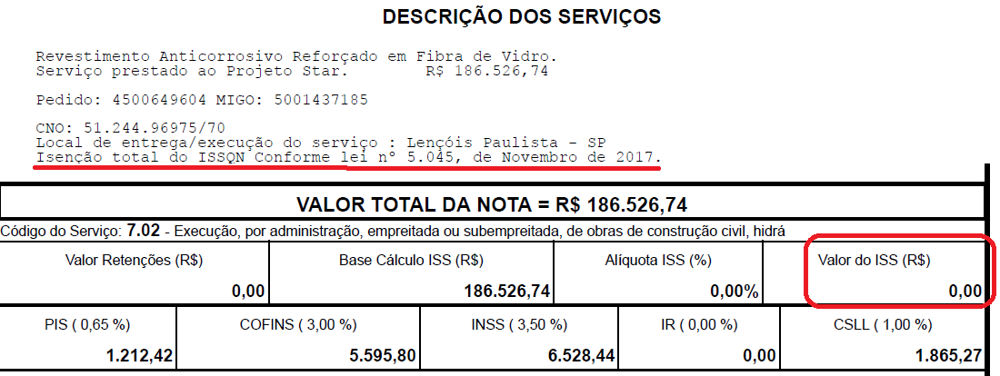 DESCRIÇÃO DOS SERVIÇOS
Revestimento Anticorrosivo Reforçado em Fibra de Vidro.
Serviço prestado ao Projeto Star. R$ 186.526,74
Pedido: 4500649604 MIGO: 5001437185
CNO: 51.244.96975/70
Local de entrega/execução do serviço : Lençóis Paulista - SP
Isenção total do ISSQN Conforme lei nº 5.045, de Novembro de 2017.
VALOR TOTAL DA NOTA = R$ 186.526,74
Código do Serviço: 7.02 - Execução, por administração, empreitada ou subempreitada, de obras de construção civil, hidrá
Valor Retenções (R$) Base Cálculo ISS (R$) Alíquota ISS (%) Valor do ISS (R$)
0,00 186.526,74 0,00% 0,00
PIS ( 0,65 %) COFINS ( 3,00 %) INSS ( 3,50 %) IR ( 0,00 %) CSLL ( 1,00 %)
1.212,42 5.595,80 6.528,44 0,00 1.865,27